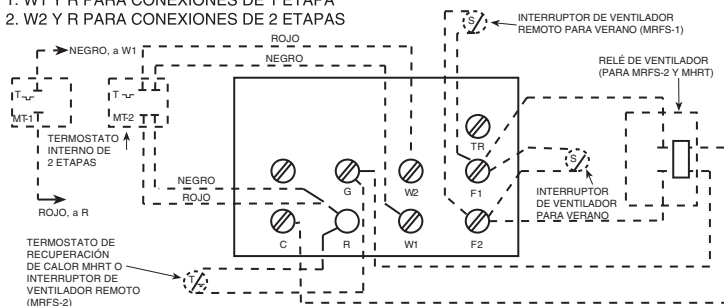 1. W1 Y R PARA CONEXIONES DE 1 ETAPA
2. W2 Y R PARA CONEXIONES DE 2 ETAPAS
NEGRO, a W1
T
MT-1
ROJO, a R
T
MT-2
TERMOSTATO
INTERNO DE
2 ETAPAS
ROJO
NEGRO
NEGRO
ROJO
S
INTERRUPTOR DE VENTILADOR
REMOTO PARA VERANO (MRFS-1)
RELÉ DE VENTILADOR
(PARA MRFS-2 Y MHRT)
TR
G
W2
F1
C
R
W1
F2
S
INTERRUPTOR
DE VENTILADOR
PARA VERANO
TERMOSTATO DE
RECUPERACIÓN
DE CALOR MHRT O
INTERRUPTOR DE
VENTILADOR REMOTO
(MRFS-2)
T